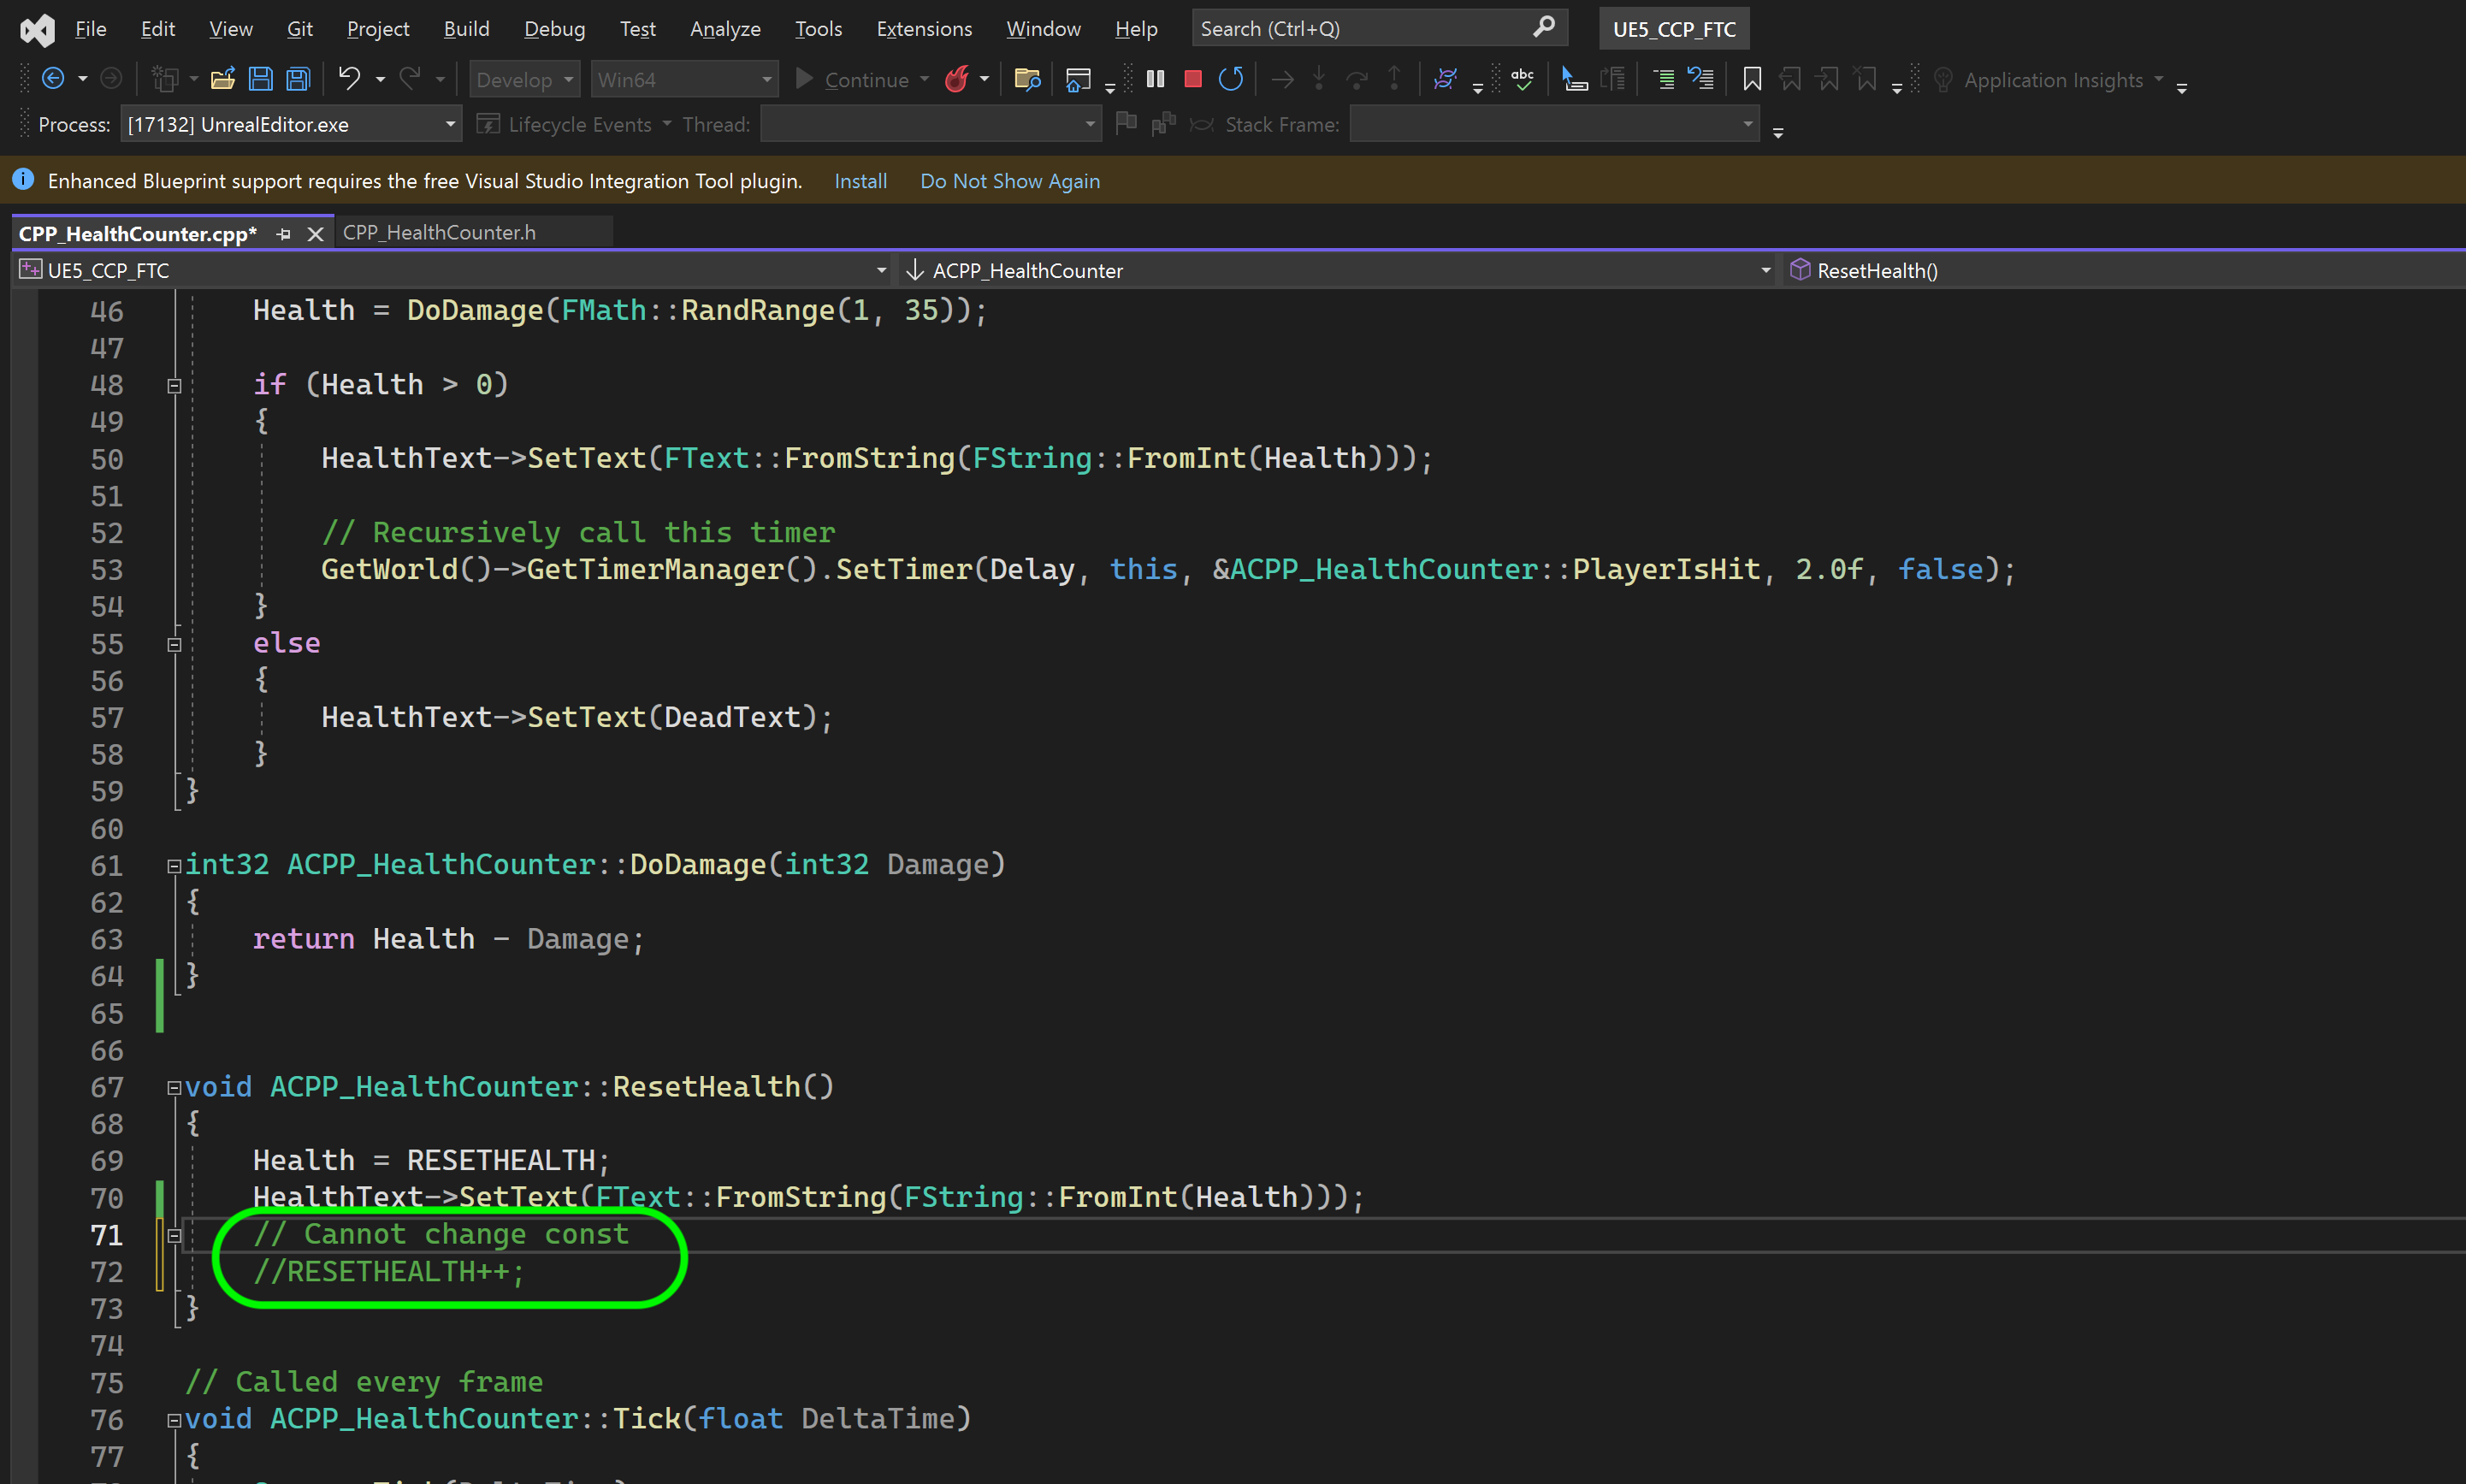 File Edit View Git Project Build Debug Test Analyze Tools Extensions Window Help Search (Ctrl+Q) UE5_CCP_FTC
Develop Win64 Continue abc Application Insights
Process: [17132] UnrealEditor.exe Lifecycle Events Thread: Stack Frame:
Enhanced Blueprint support requires the free Visual Studio Integration Tool plugin. Install Do Not Show Again
CPP_HealthCounter.cpp* CPP_HealthCounter.h
UE5_CCP_FTC ACPP_HealthCounter ResetHealth()
46 Health = DoDamage(FMath::RandRange(1, 35));
47
48 if (Health > 0)
49 {
50 HealthText->SetText(FText::FromString(FString::FromInt(Health)));
51
52 // Recursively call this timer
53 GetWorld()->GetTimerManager().SetTimer(Delay, this, &ACPP_HealthCounter::PlayerIsHit, 2.0f, false);
54 }
55 else
56 {
57 HealthText->SetText(DeadText);
58 }
59 }
60
61 int32 ACPP_HealthCounter::DoDamage(int32 Damage)
62 {
63 return Health - Damage;
64 }
65
66
67 void ACPP_HealthCounter::ResetHealth()
68 {
69 Health = RESETHEALTH;
70 HealthText->SetText(FText::FromString(FString::FromInt(Health)));
71 // Cannot change const
72 //RESETHEALTH++;
73 }
74
75 // Called every frame
76 void ACPP_HealthCounter::Tick(float DeltaTime)
77 {